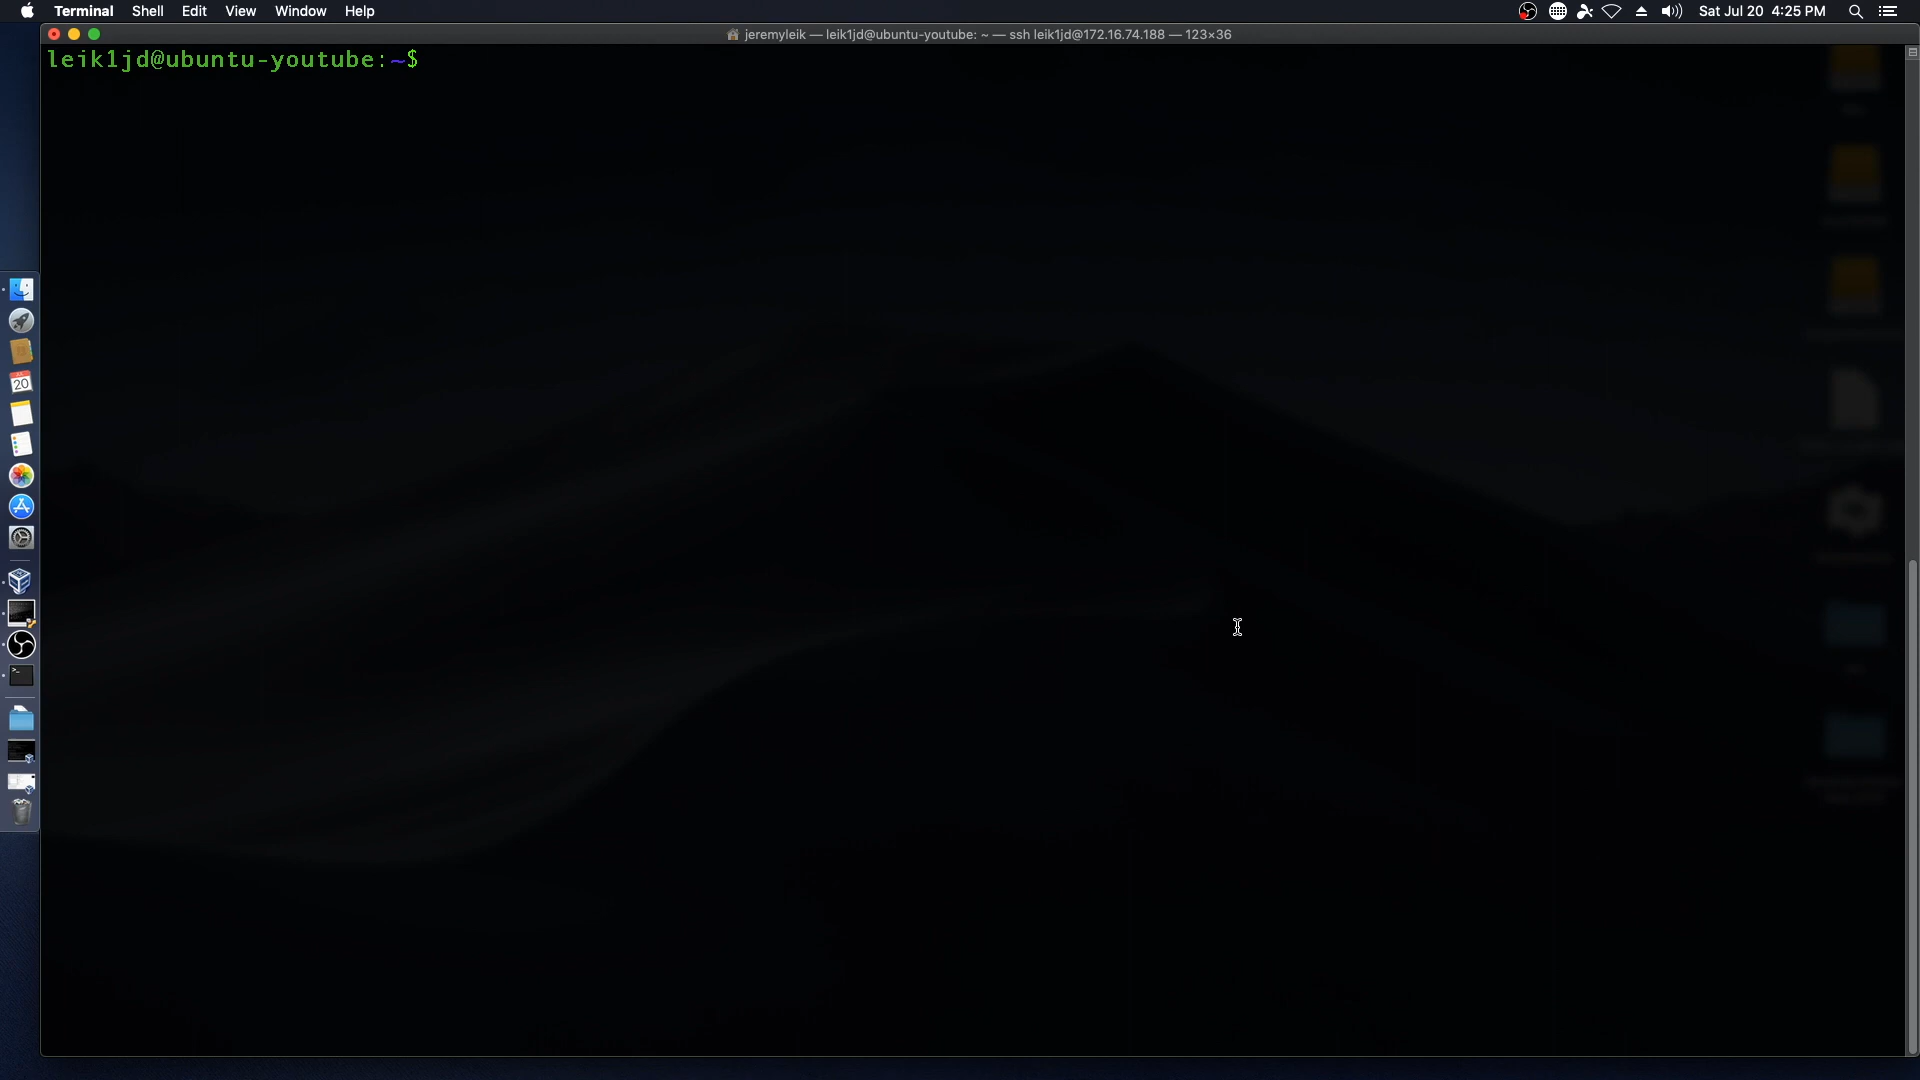 Terminal Shell Edit View Window Help Sat Jul 20 4:25 PM
jeremyleik — leik1jd@ubuntu-youtube: ~ — ssh leik1jd@172.16.74.188 — 123×36
leik1jd@ubuntu-youtube:~$
20